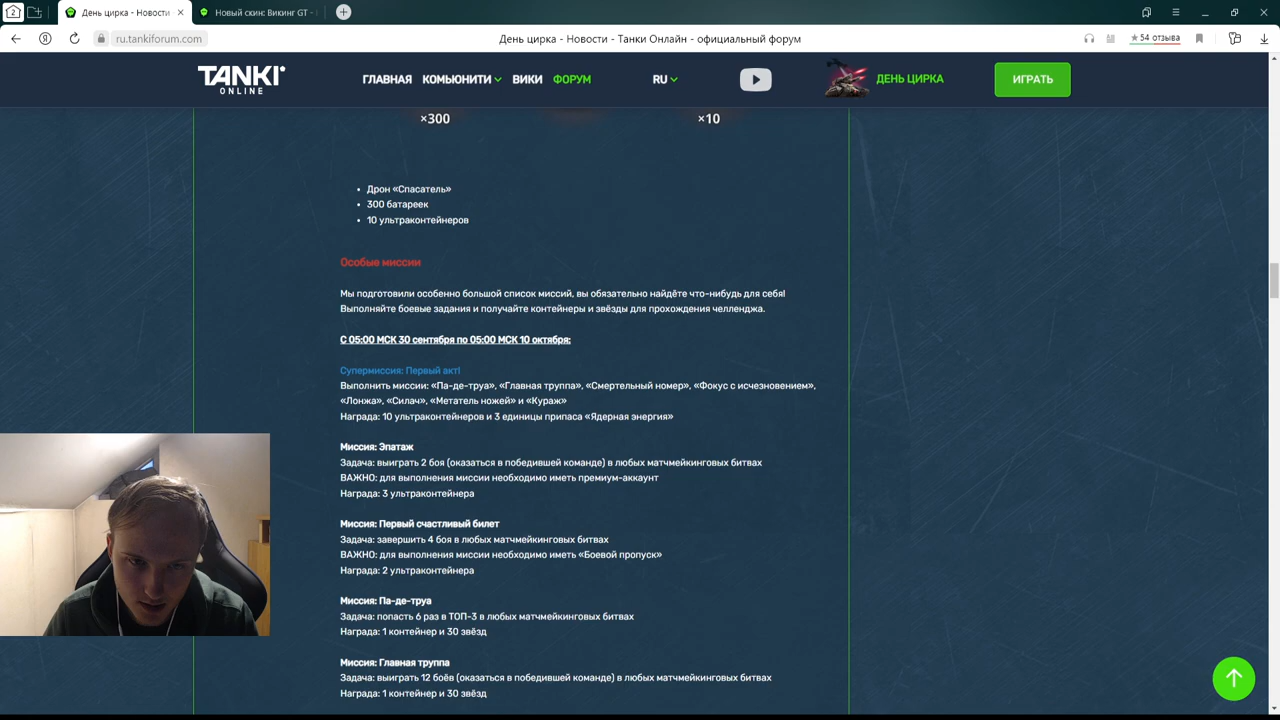 2
День цирка - Новости
Новый скин: Викинг GT -
ru.tankiforum.com
День цирка - Новости - Танки Онлайн - официальный форум
★54 отзыва
TANKI
ONLINE
ГЛАВНАЯ КОМЬЮНИТИ ВИКИ ФОРУМ RU ДЕНЬ ЦИРКА ИГРАТЬ
×300 ×10
• Дрон «Спасатель»
• 300 батареек
• 10 ультраконтейнеров
Особые миссии
Мы подготовили особенно большой список миссий, вы обязательно найдёте что-нибудь для себя!
Выполняйте боевые задания и получайте контейнеры и звёзды для прохождения челленджа.
С 05:00 МСК 30 сентября по 05:00 МСК 10 октября:
Супермиссия: Первый акт!
Выполнить миссии: «Па-де-труа», «Главная труппа», «Смертельный номер», «Фокус с исчезновением»,
«Лонжа», «Силач», «Метатель ножей» и «Кураж»
Награда: 10 ультраконтейнеров и 3 единицы припаса «Ядерная энергия»
Миссия: Эпатаж
Задача: выиграть 2 боя (оказаться в победившей команде) в любых матчмейкинговых битвах
ВАЖНО: для выполнения миссии необходимо иметь премиум-аккаунт
Награда: 3 ультраконтейнера
Миссия: Первый счастливый билет
Задача: завершить 4 боя в любых матчмейкинговых битвах
ВАЖНО: для выполнения миссии необходимо иметь «Боевой пропуск»
Награда: 2 ультраконтейнера
Миссия: Па-де-труа
Задача: попасть 6 раз в ТОП-3 в любых матчмейкинговых битвах
Награда: 1 контейнер и 30 звёзд
Миссия: Главная труппа
Задача: выиграть 12 боёв (оказаться в победившей команде) в любых матчмейкинговых битвах
Награда: 1 контейнер и 30 звёзд